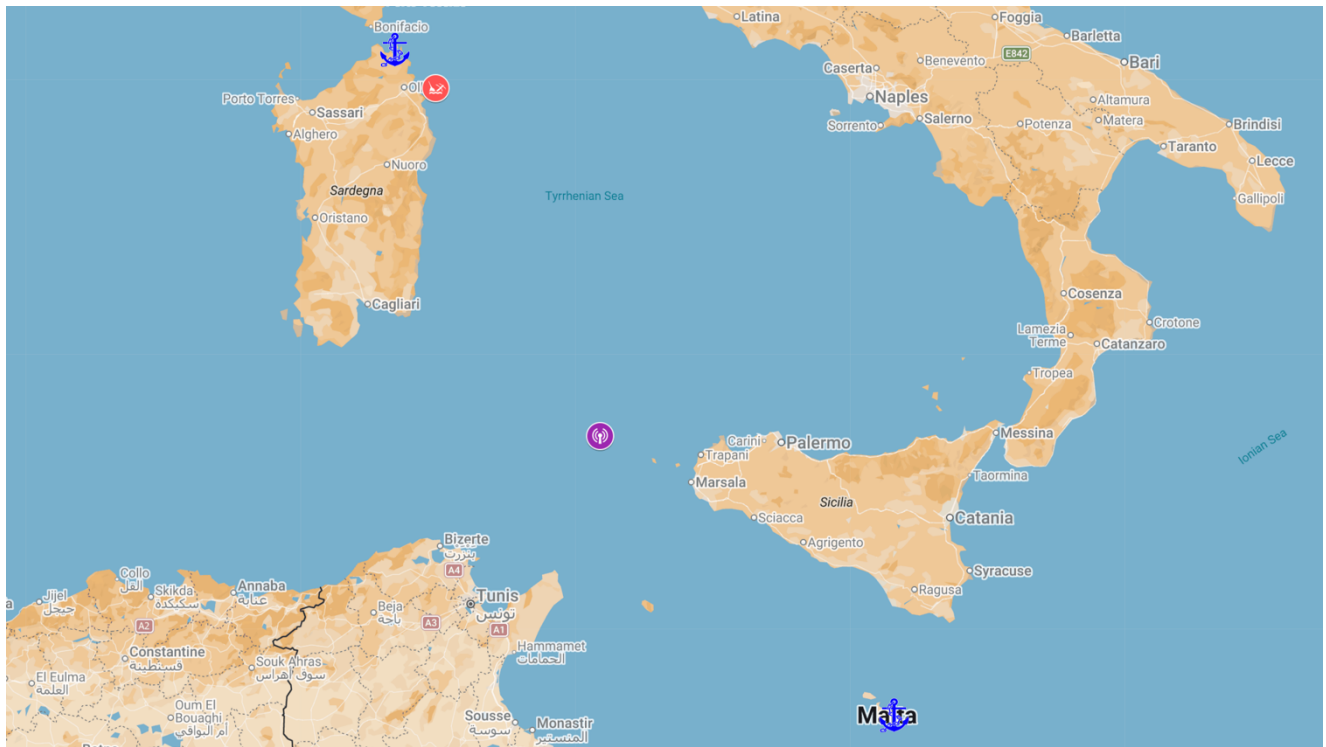 Bonifacio
Latina
Foggia
Barletta
E842
Bari
Caserta
Benevento
Porto Torres
Sassari
Naples
Altamura
Alghero
Sorrento
Salerno
Potenza
Matera
Brindisi
Taranto
Lecce
Nuoro
Sardegna
Tyrrhenian Sea
Gallipoli
Oristano
Cosenza
Cagliari
Crotone
Lamezia
Terme
Catanzaro
Tropea
Messina
Carini
Palermo
Ionian Sea
Trapani
Taormina
Marsala
Sicilia
Sciacca
Catania
Agrigento
Bizerte
بنزرت
A4
Syracuse
Ragusa
Collo
القل
Skikda
سكيكدة
Annaba
عنابة
Jijel
جيجل
Tunis
تونس
Beja
باجة
A2
A3
A1
Constantine
قسنطينة
Souk Ahras
سوق أهراس
Hammamet
الحمامات
El Eulma
العلمة
Oum El
Bouaghi
أم البواقي
Sousse
سوسة
Monastir
المنستير
Malta